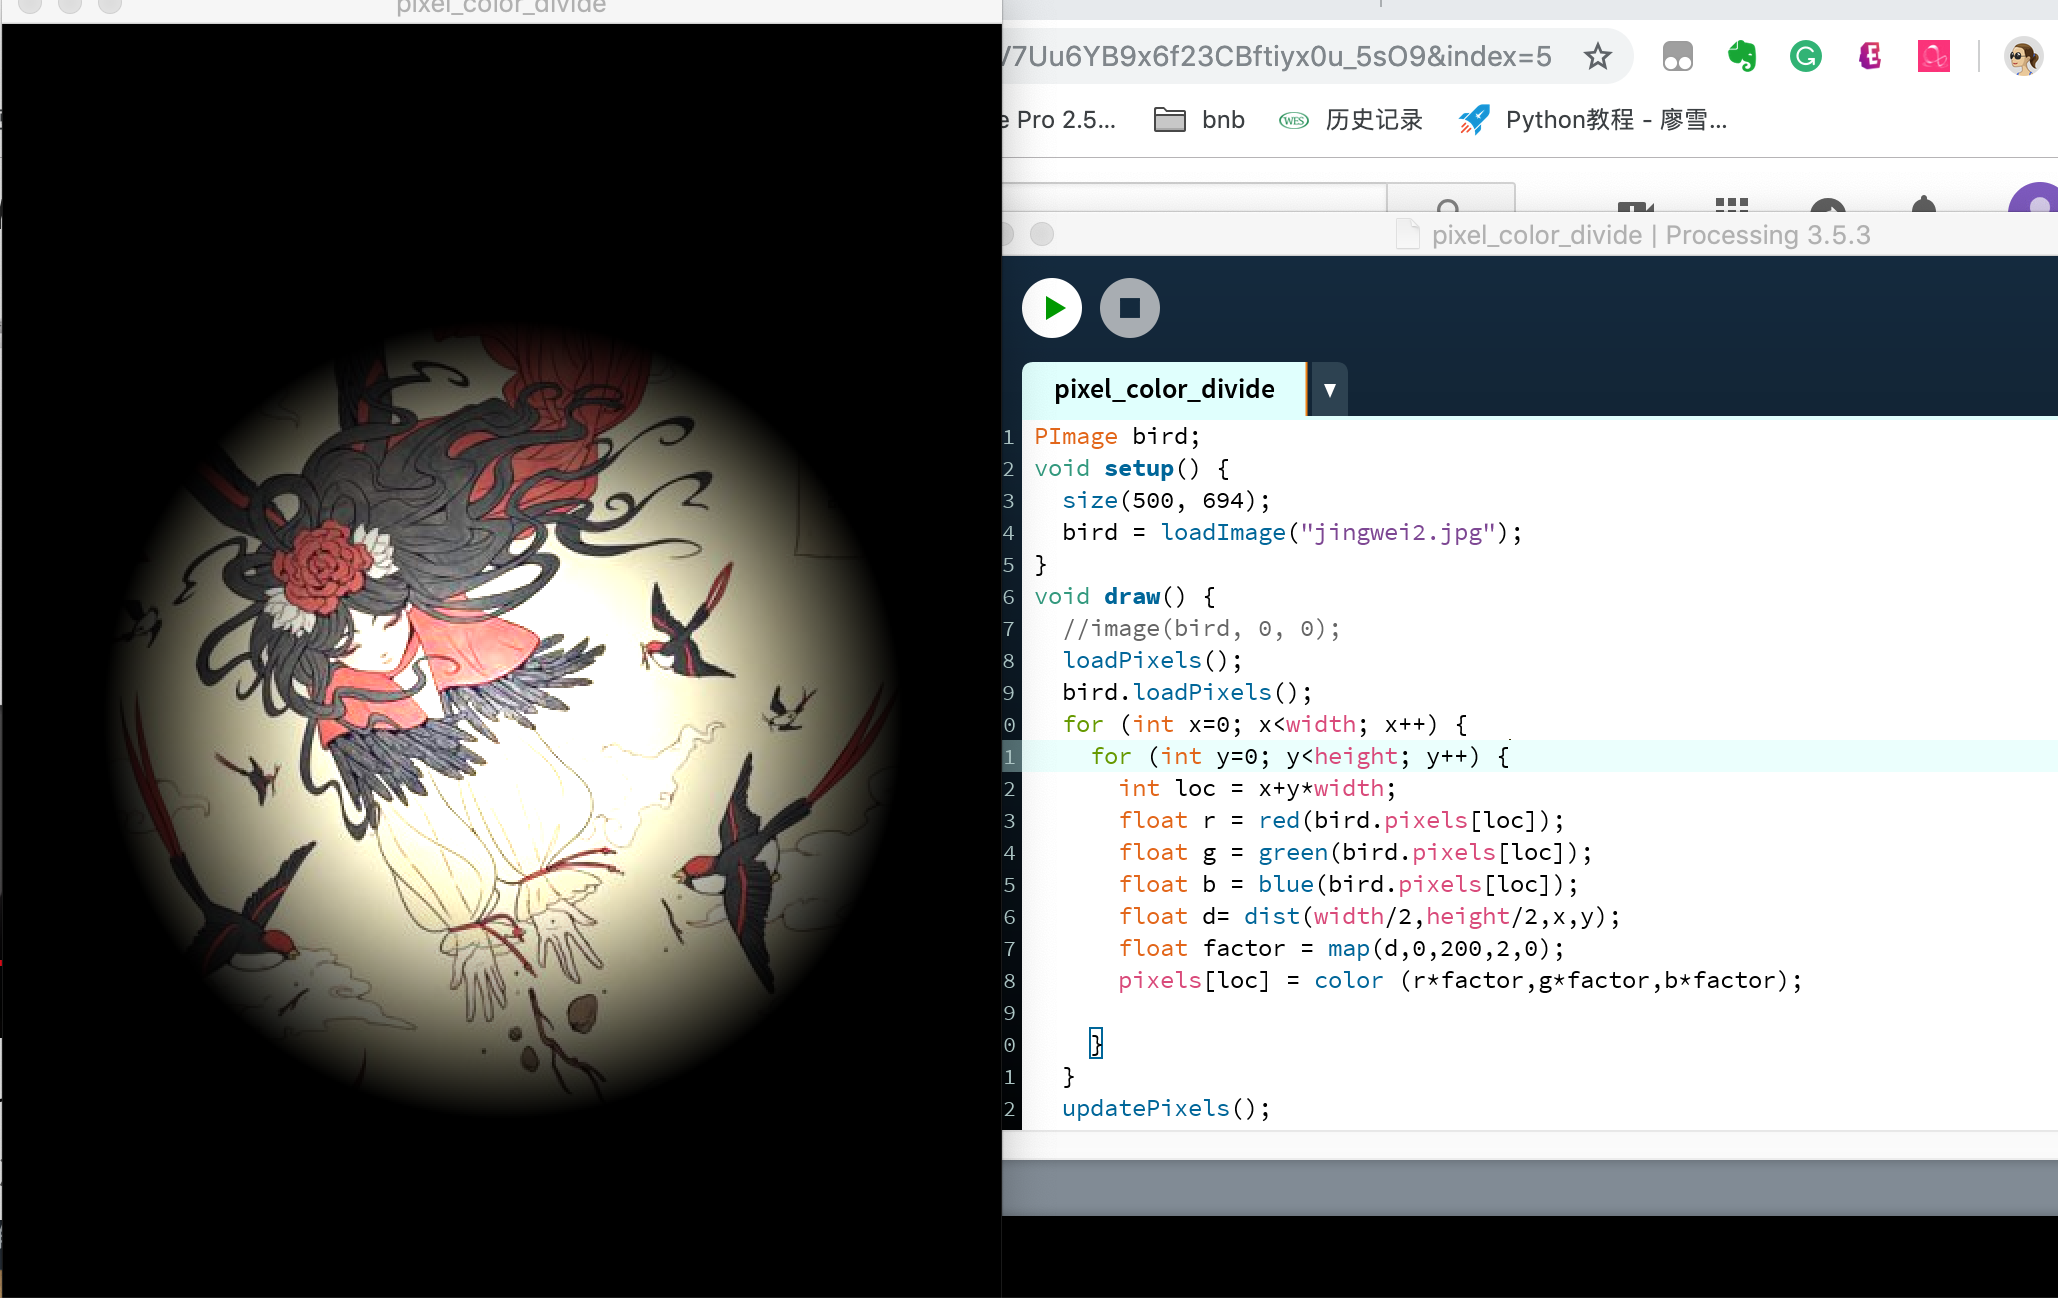 pixel_color_divide
V7Uu6YB9x6f23CBftiyx0u_5sO9&index=5
e Pro 2.5... bnb WES 历史记录 Python教程 - 廖雪...
pixel_color_divide | Processing 3.5.3
pixel_color_divide ▼
1 PImage bird;
2 void setup() {
3 size(500, 694);
4 bird = loadImage("jingwei2.jpg");
5 }
6 void draw() {
7 //image(bird, 0, 0);
8 loadPixels();
9 bird.loadPixels();
0 for (int x=0; x<width; x++) {
1 for (int y=0; y<height; y++) {
2 int loc = x+y*width;
3 float r = red(bird.pixels[loc]);
4 float g = green(bird.pixels[loc]);
5 float b = blue(bird.pixels[loc]);
6 float d= dist(width/2,height/2,x,y);
7 float factor = map(d,0,200,2,0);
8 pixels[loc] = color (r*factor,g*factor,b*factor);
9
0 }
1 }
2 updatePixels();